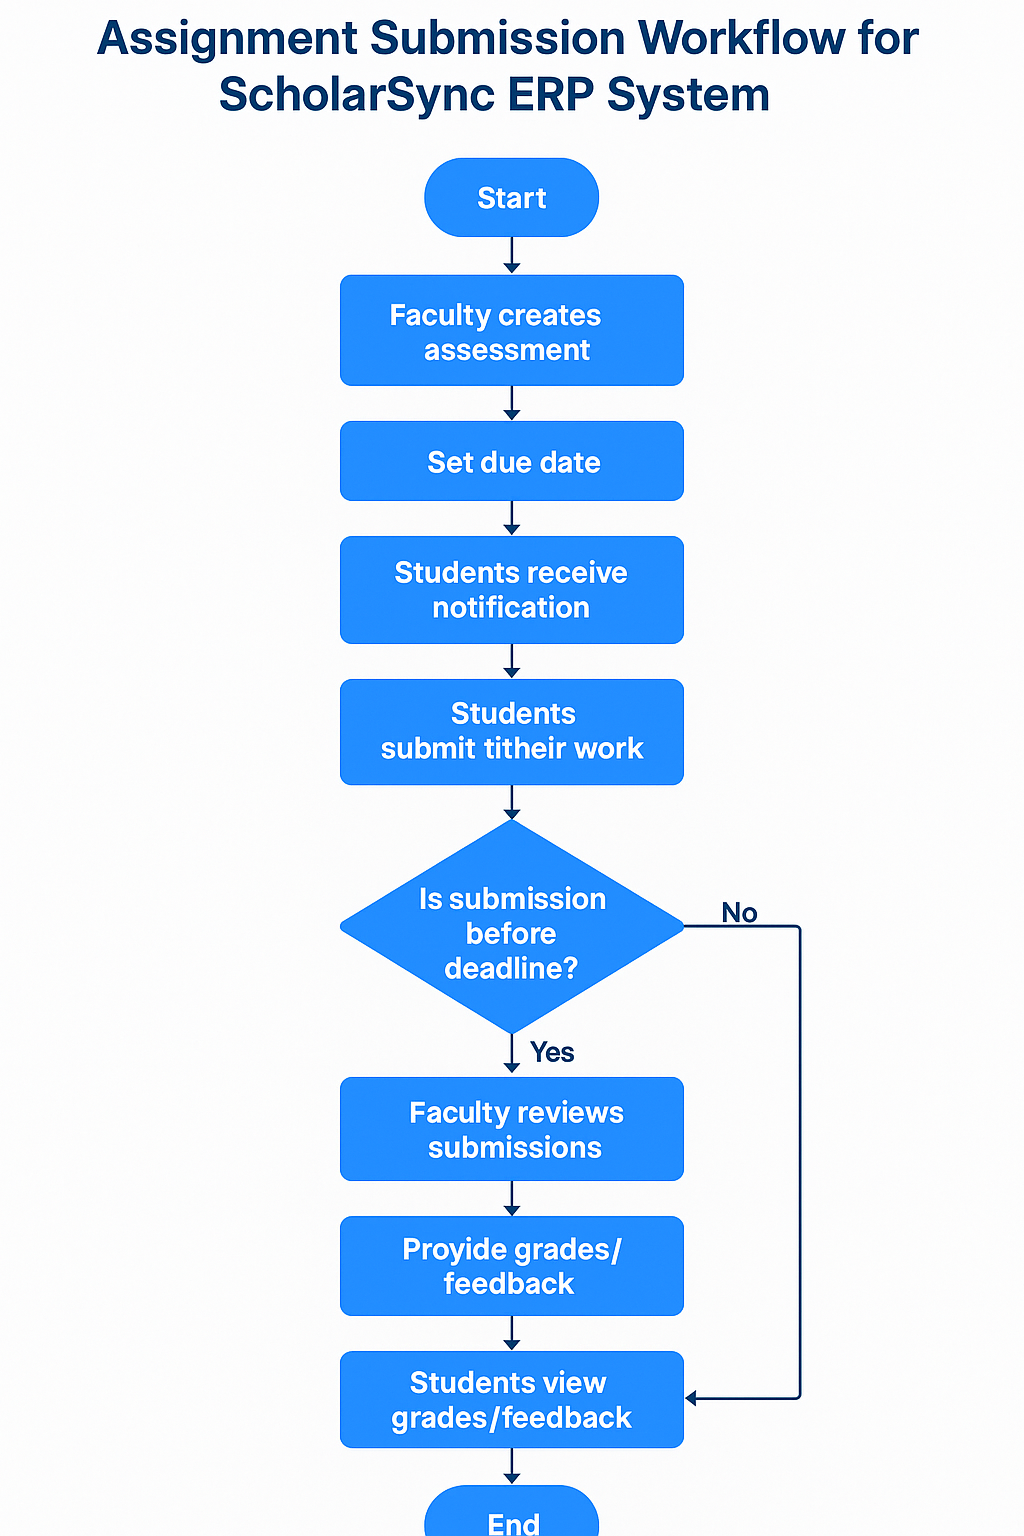 Assignment Submission Workflow for
ScholarSync ERP System
Start
Faculty creates
assessment
Set due date
Students receive
notification
Students
submit titheir work
Is submission
before
deadline?
No
Yes
Faculty reviews
submissions
Proyide grades/
feedback
Students view
grades/feedback
End